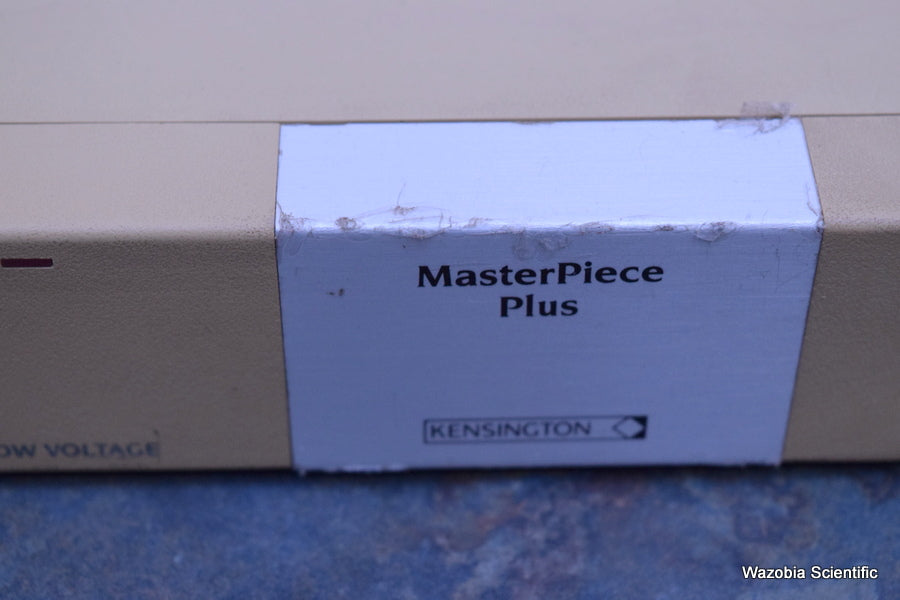 MasterPiece
Plus
KENSINGTON
OW VOLTAGE
Wazobia Scientific